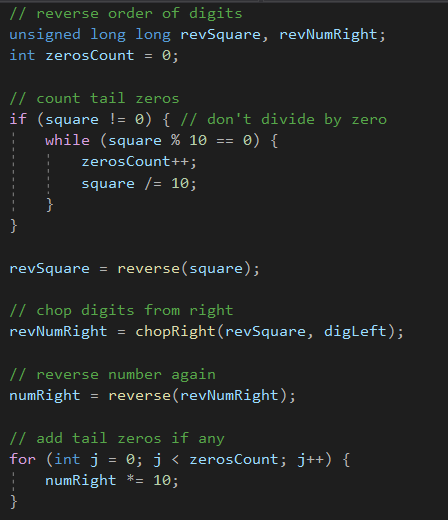 // reverse order of digits
unsigned long long revSquare, revNumRight;
int zerosCount = 0;

// count tail zeros
if (square != 0) { // don't divide by zero
    while (square % 10 == 0) {
        zerosCount++;
        square /= 10;
    }
}

revSquare = reverse(square);

// chop digits from right
revNumRight = chopRight(revSquare, digLeft);

// reverse number again
numRight = reverse(revNumRight);

// add tail zeros if any
for (int j = 0; j < zerosCount; j++) {
    numRight *= 10;
}